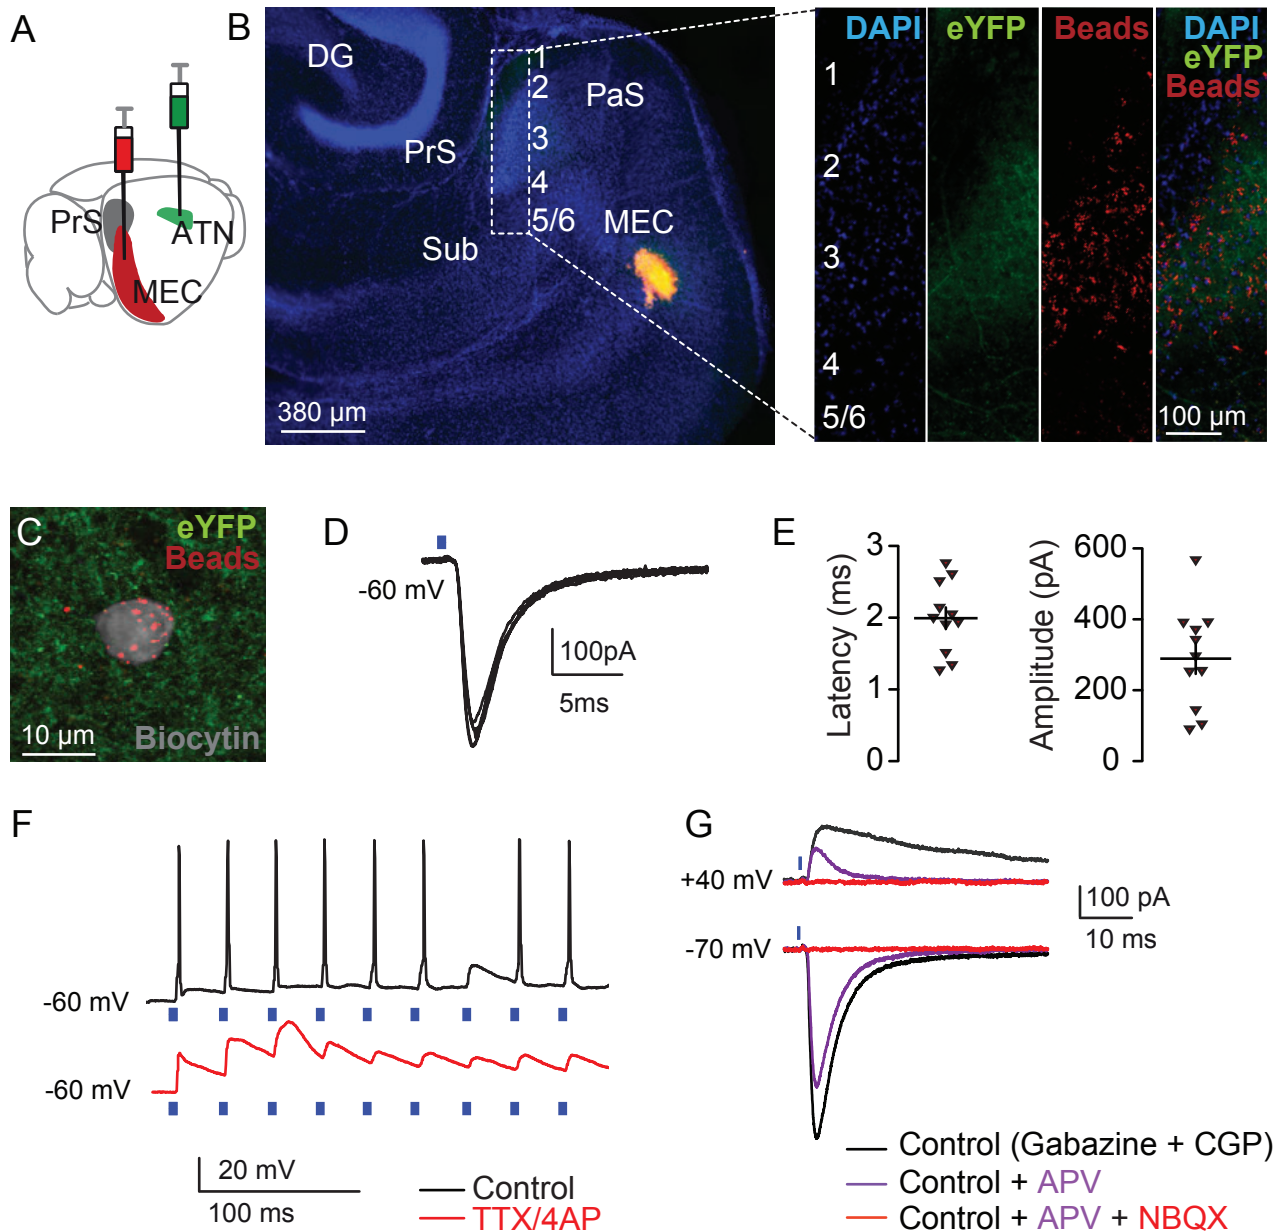 A
PrS
ATN
MEC
B
DG
PrS
Sub
PaS
MEC
1
2
3
4
5/6
380 µm
DAPI
eYFP
Beads
DAPI
eYFP
Beads
1
2
3
4
5/6
100 µm
C
eYFP
Beads
10 µm
Biocytin
D
-60 mV
100pA
5ms
E
Latency (ms)
3
2
1
0
Amplitude (pA)
600
400
200
0
F
-60 mV
-60 mV
20 mV
100 ms
Control
TTX/4AP
G
+40 mV
100 pA
10 ms
-70 mV
Control (Gabazine + CGP)
Control + APV
Control + APV + NBQX